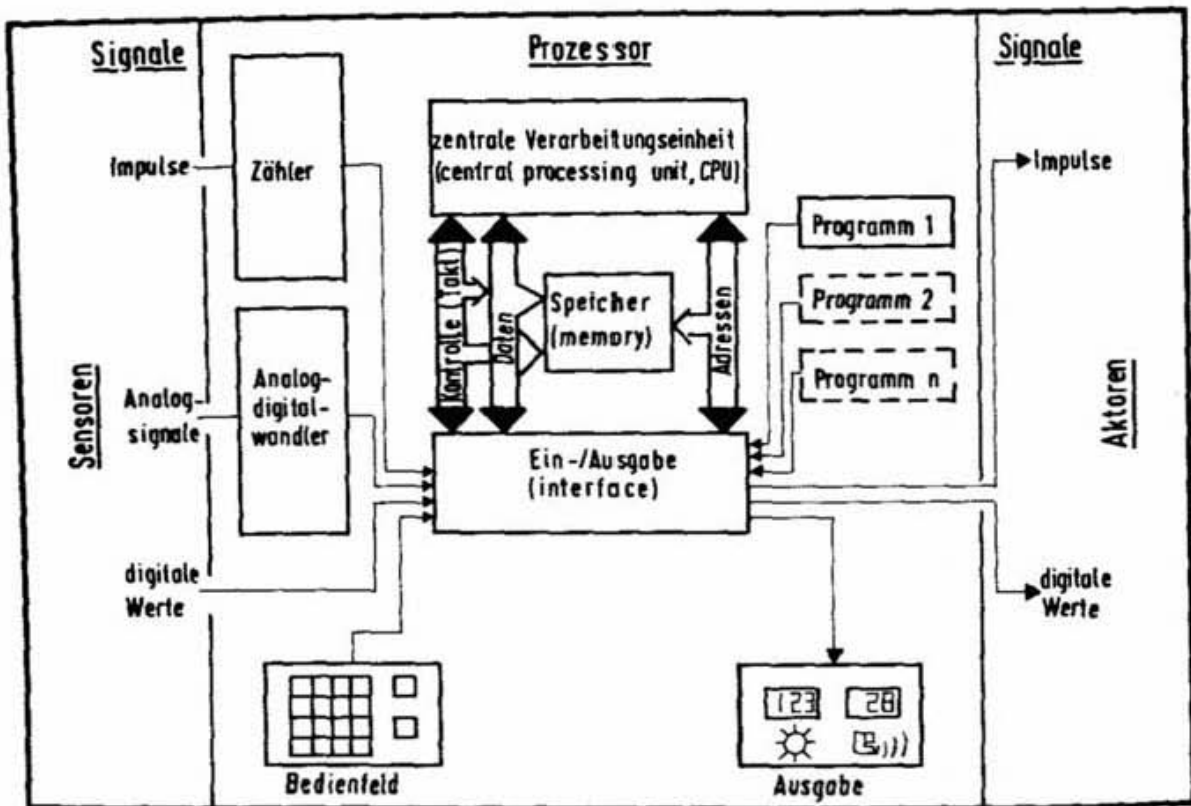 Signale
Prozessor
Signale
zentrale Verarbeitungseinheit
(central processing unit, CPU)
Impulse
Zähler
Impulse
Programm 1
Kontrolle (Takt)
Daten
Speicher
(memory)
Adressen
Programm 2
Programm n
Sensoren
Analog-
signale
Analog-
digital-
wandler
Ein-/Ausgabe
(interface)
Aktoren
digitale
Werte
digitale
Werte
123
28
Bedienfeld
Ausgabe